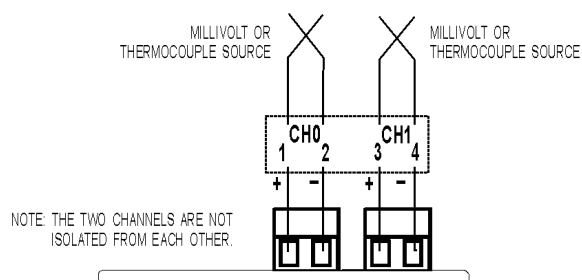 MILLIVOLT OR
THERMOCOUPLE SOURCE
MILLIVOLT OR
THERMOCOUPLE SOURCE
CH0
1 2
CH1
3 4
+ −
+ −
NOTE: THE TWO CHANNELS ARE NOT
ISOLATED FROM EACH OTHER.